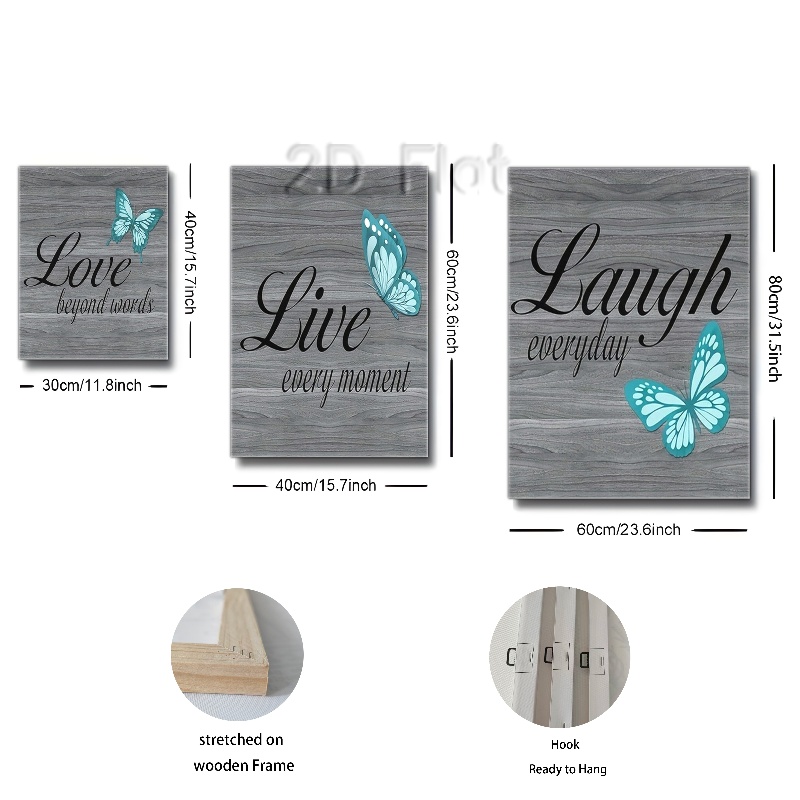 2D Flat
Love
beyond words
40cm/15.7inch
30cm/11.8inch
Live
every moment
60cm/23.6inch
40cm/15.7inch
Laugh
everyday
80cm/31.5inch
60cm/23.6inch
stretched on
wooden Frame
Hook
Ready to Hang